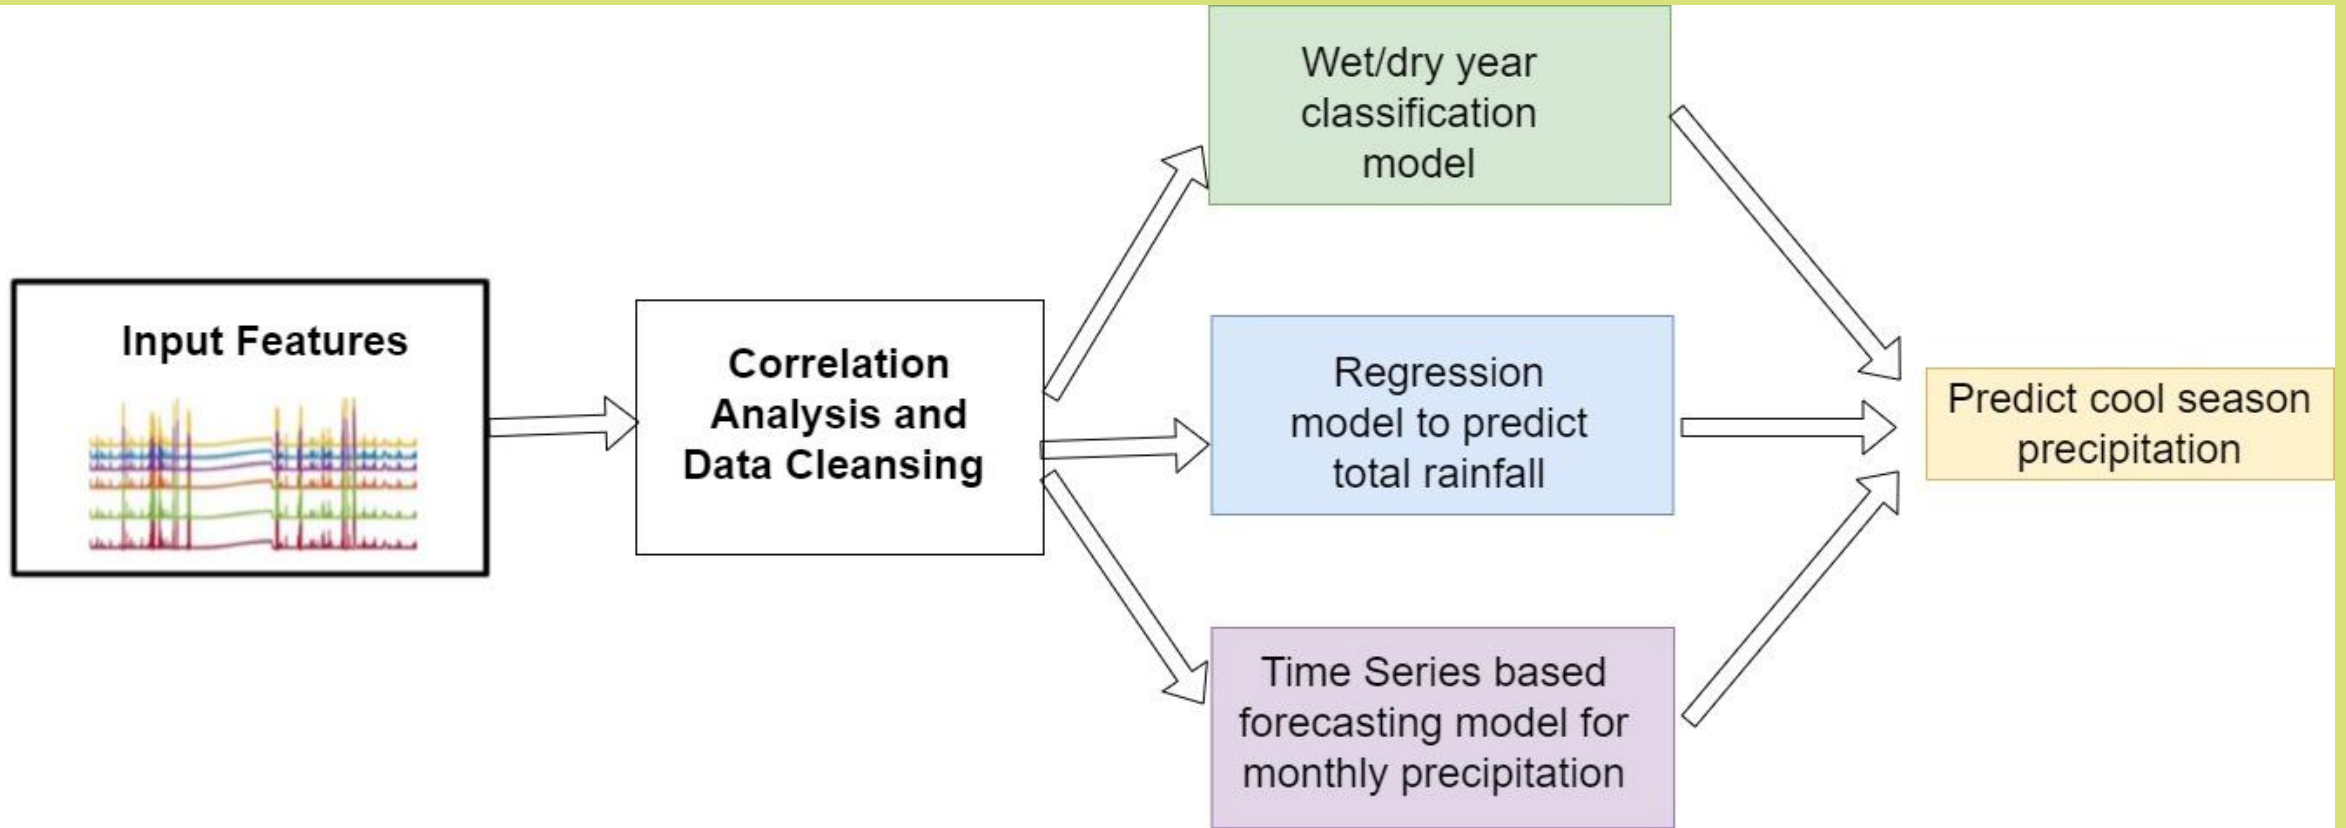 Input Features
Correlation
Analysis and
Data Cleansing
Wet/dry year
classification
model
Regression
model to predict
total rainfall
Time Series based
forecasting model for
monthly precipitation
Predict cool season
precipitation